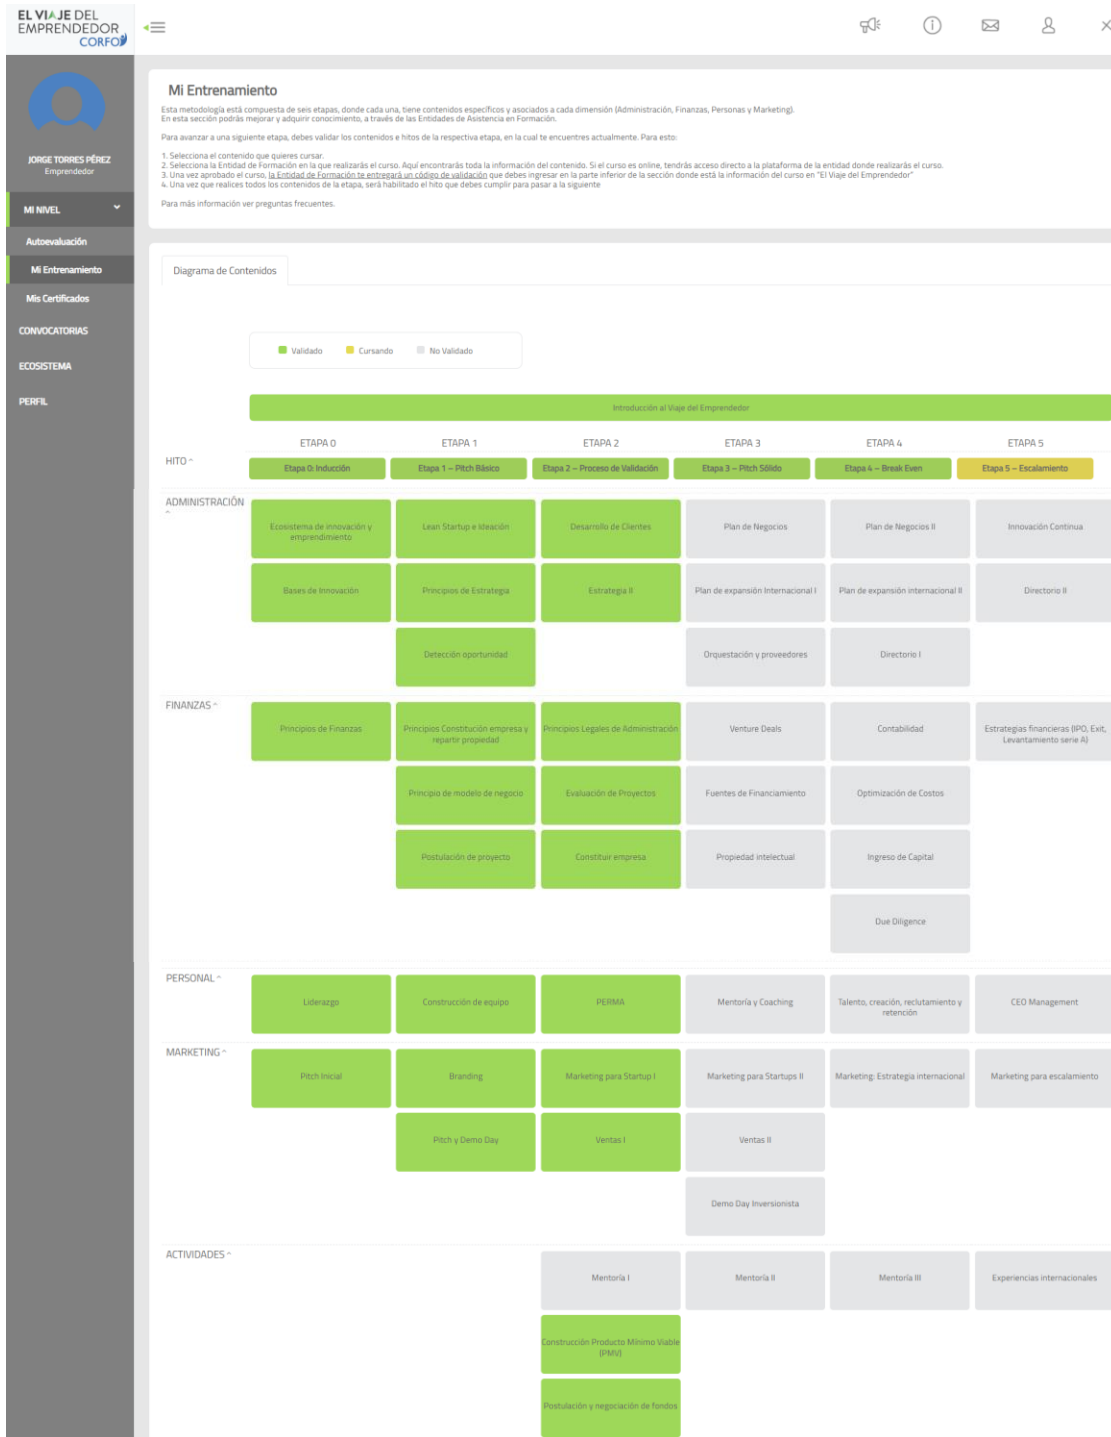 EL VIAJE DEL
EMPRENDEDOR
CORFO
JORGE TORRES PÉREZ
Emprendedor
MI NIVEL
Autoevaluación
Mi Entrenamiento
Mis Certificados
CONVOCATORIAS
ECOSISTEMA
PERFIL
Mi Entrenamiento
Esta metodología está compuesta de seis etapas, donde cada una, tiene contenidos específicos y asociados a cada dimensión (Administración, Finanzas, Personas y Marketing).
En esta sección podrás mejorar y adquirir conocimiento, a través de las Entidades de Asistencia en Formación.
Para avanzar a una siguiente etapa, debes validar los contenidos e hitos de la respectiva etapa, en la cual te encuentres actualmente. Para esto:
1. Selecciona el contenido que quieres cursar.
2. Selecciona la Entidad de Formación en la que realizarás el curso. Aquí encontrarás toda la información del contenido. Si el curso es online, tendrás acceso directo a la plataforma de la entidad donde realizarás el curso.
3. Una vez aprobado el curso, la Entidad de Formación te entregará un código de validación que debes ingresar en la parte inferior de la sección donde está la información del curso en "El Viaje del Emprendedor"
4. Una vez que realices todos los contenidos de la etapa, será habilitado el hito que debes cumplir para pasar a la siguiente
Para más información ver preguntas frecuentes.
Diagrama de Contenidos
Validado Cursando No Validado
Introducción al Viaje del Emprendedor
ETAPA 0 ETAPA 1 ETAPA 2 ETAPA 3 ETAPA 4 ETAPA 5
HITO
Etapa 0: Inducción Etapa 1 – Pitch Básico Etapa 2 – Proceso de Validación Etapa 3 – Pitch Sólido Etapa 4 – Break Even Etapa 5 – Escalamiento
ADMINISTRACIÓN
Ecosistema de innovación y emprendimiento Lean Startup e Ideación Desarrollo de Clientes Plan de Negocios Plan de Negocios II Innovación Continua
Bases de Innovación Principios de Estrategia Estrategia II Plan de expansión Internacional I Plan de expansión internacional II Directorio II
Detección oportunidad Orquestación y proveedores Directorio I
FINANZAS
Principios de Finanzas Principios Constitución empresa y repartir propiedad Principios Legales de Administración Venture Deals Contabilidad Estrategias financieras (IPO, Exit, Levantamiento serie A)
Principio de modelo de negocio Evaluación de Proyectos Fuentes de Financiamiento Optimización de Costos
Postulación de proyecto Constituir empresa Propiedad intelectual Ingreso de Capital
Due Diligence
PERSONAL
Liderazgo Construcción de equipo PERMA Mentoría y Coaching Talento, creación, reclutamiento y retención CEO Management
MARKETING
Pitch Inicial Branding Marketing para Startup I Marketing para Startups II Marketing: Estrategia internacional Marketing para escalamiento
Pitch y Demo Day Ventas I Ventas II
Demo Day Inversionista
ACTIVIDADES
Mentoría I Mentoría II Mentoría III Experiencias internacionales
Construcción Producto Mínimo Viable (PMV)
Postulación y negociación de fondos